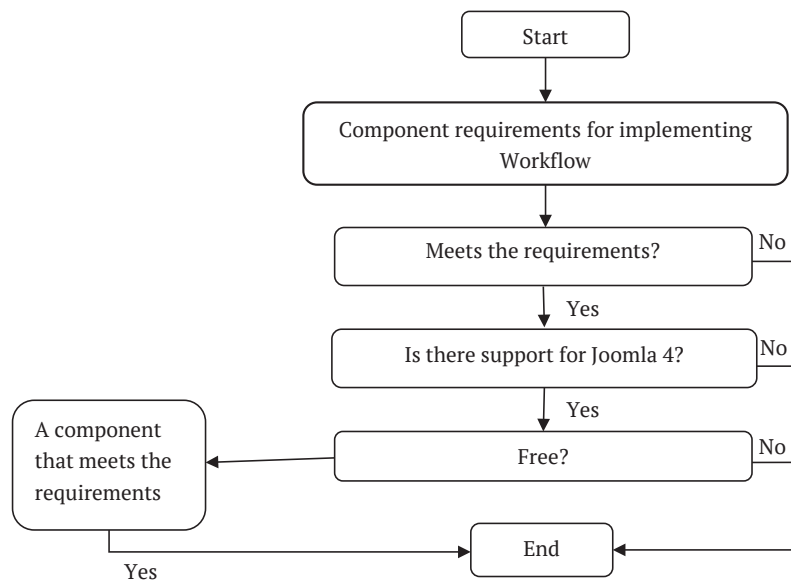 Start
Component requirements for implementing
Workflow
Meets the requirements?
No
Yes
Is there support for Joomla 4?
No
Yes
A component
that meets the
requirements
Free?
No
End
Yes